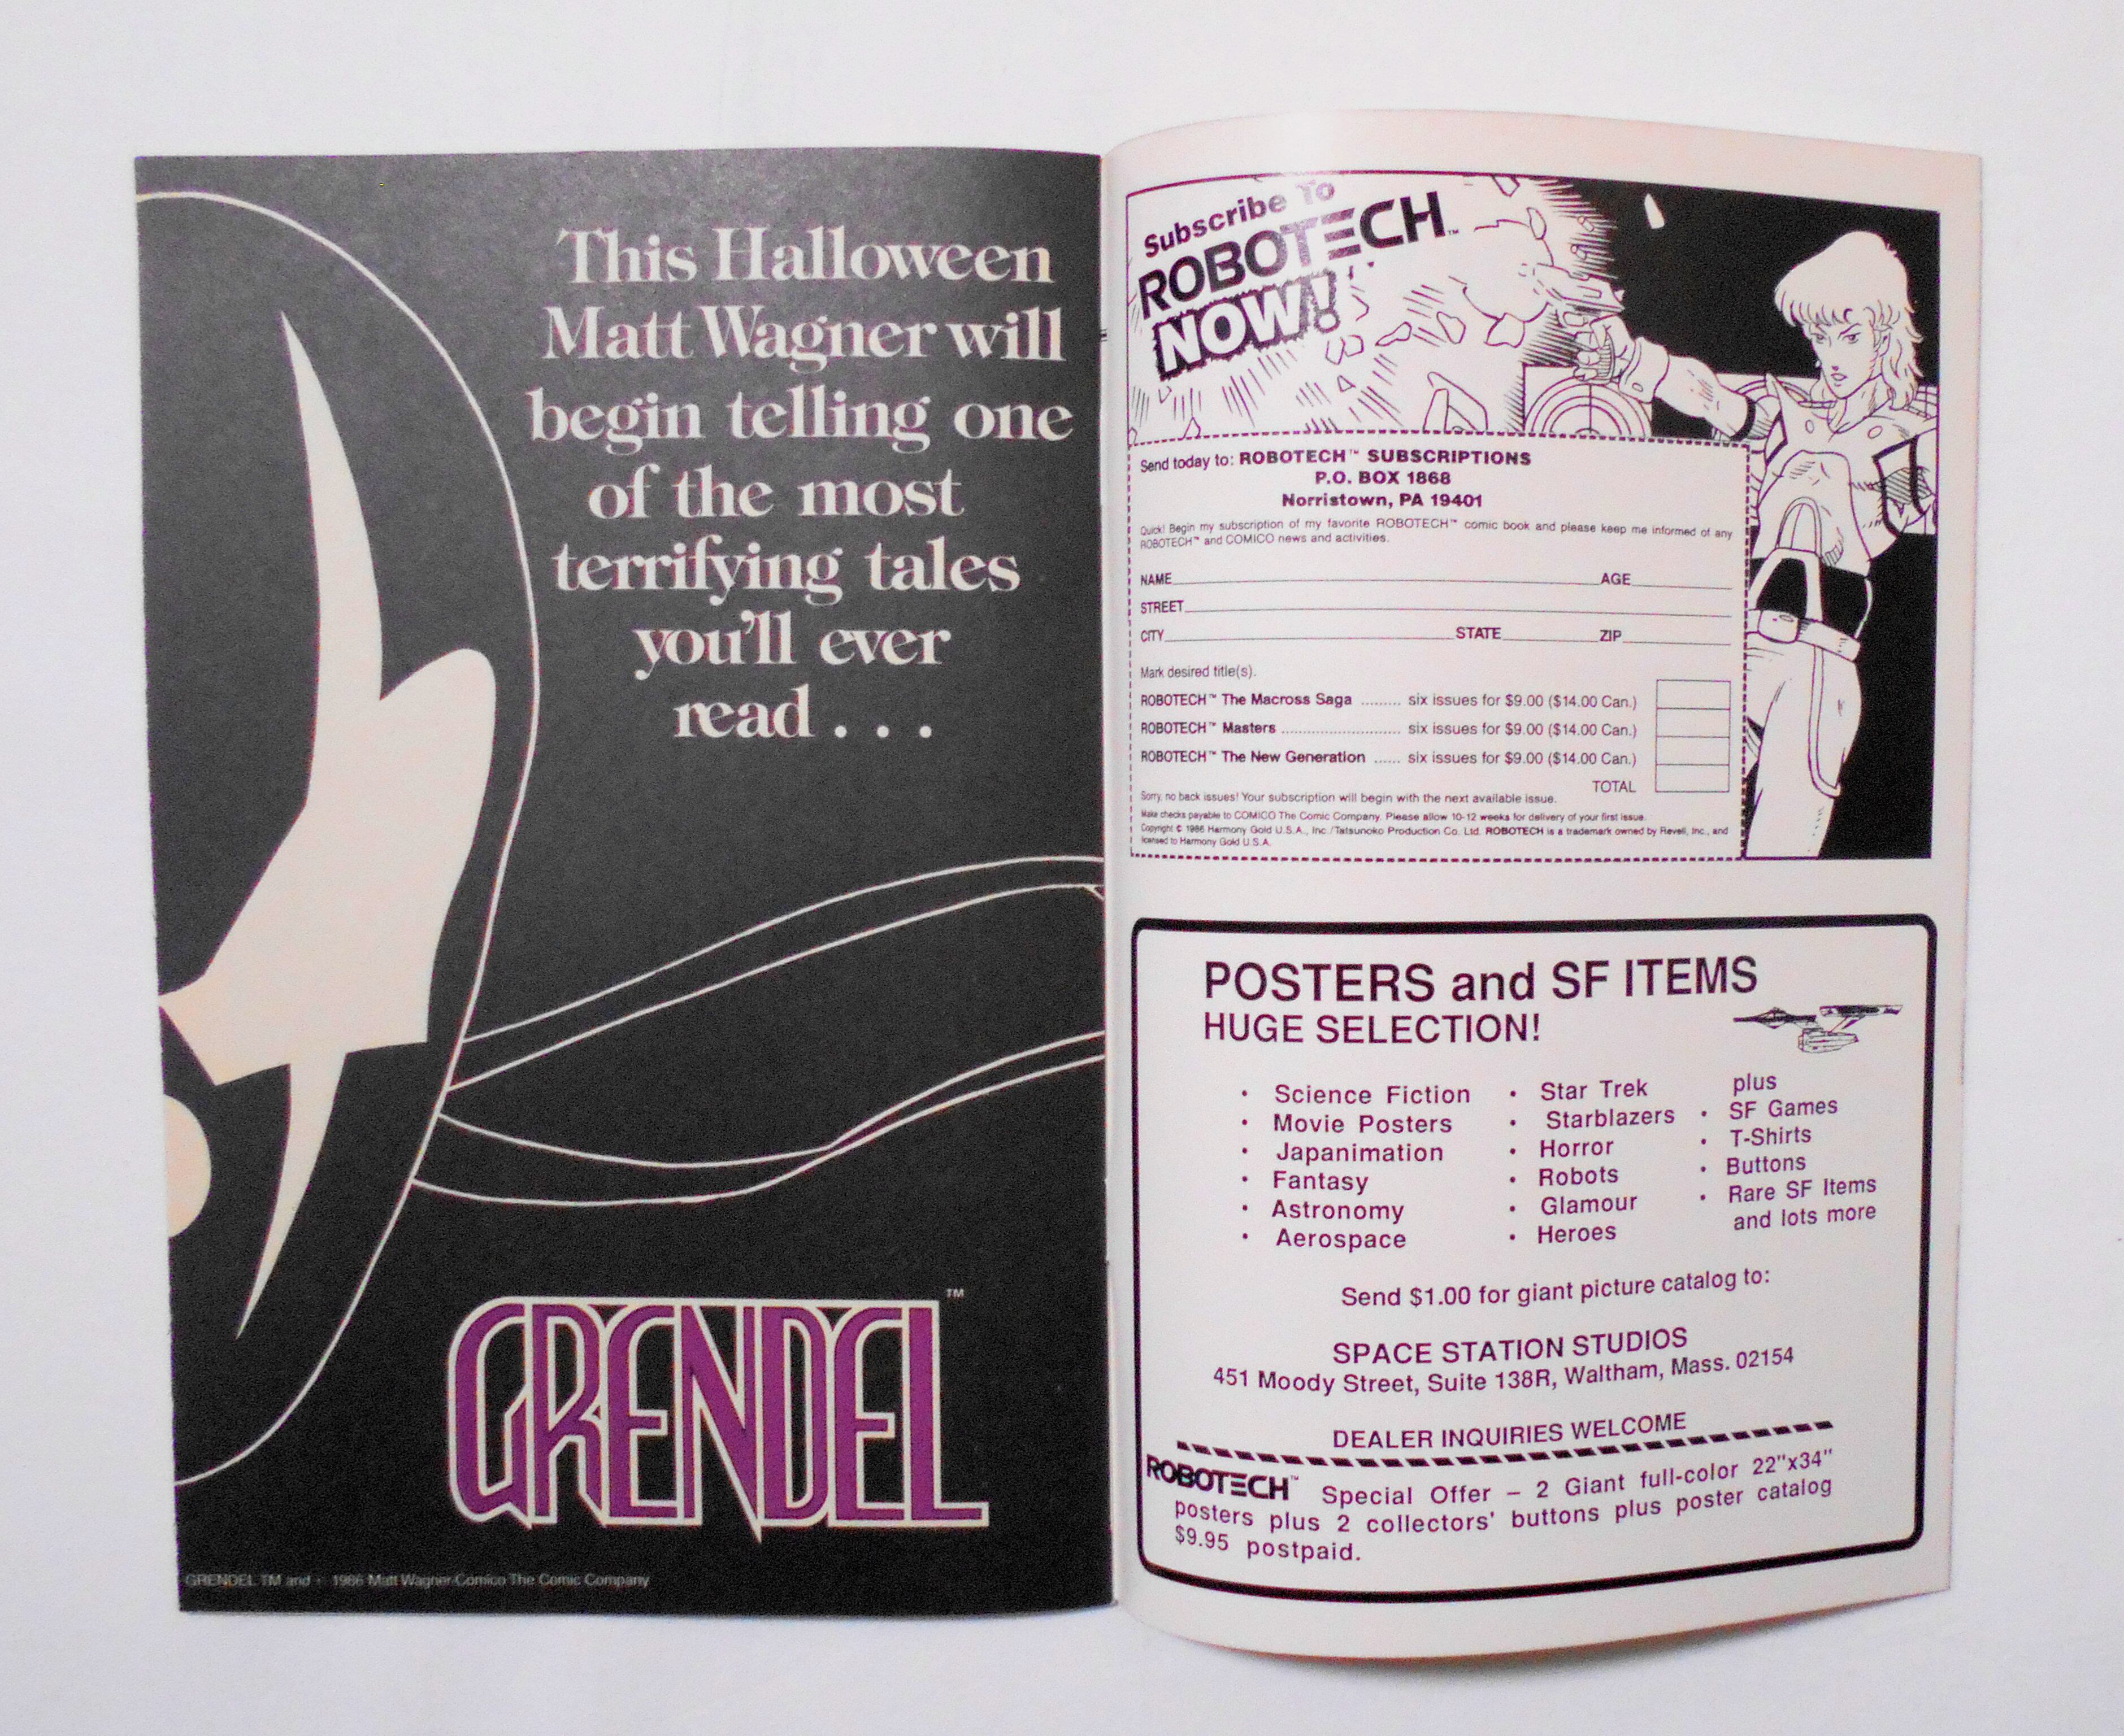 This Halloween
Matt Wagner will
begin telling one
of the most
terrifying tales
you'll ever
read . . .
GRENDEL™
GRENDEL TM and 1986 Matt Wagner/Comico The Comic Company
Subscribe To
ROBOTECH™
NOW!
Send today to: ROBOTECH™ SUBSCRIPTIONS
P.O. BOX 1868
Norristown, PA 19401
Quick! Begin my subscription of my favorite ROBOTECH™ comic book and please keep me informed of any
ROBOTECH™ and COMICO news and activities.
NAME AGE
STREET
CITY STATE ZIP
Mark desired title(s).
ROBOTECH™ The Macross Saga ......... six issues for $9.00 ($14.00 Can.)
ROBOTECH™ Masters ........................... six issues for $9.00 ($14.00 Can.)
ROBOTECH™ The New Generation ...... six issues for $9.00 ($14.00 Can.)
TOTAL
Sorry, no back issues! Your subscription will begin with the next available issue.
Make checks payable to COMICO The Comic Company. Please allow 10-12 weeks for delivery of your first issue.
Copyright © 1986 Harmony Gold U.S.A., Inc./Tatsunoko Production Co. Ltd. ROBOTECH is a trademark owned by Revell, Inc., and
licensed to Harmony Gold U.S.A.
POSTERS and SF ITEMS
HUGE SELECTION!
• Science Fiction
• Movie Posters
• Japanimation
• Fantasy
• Astronomy
• Aerospace
• Star Trek
• Starblazers
• Horror
• Robots
• Glamour
• Heroes
plus
• SF Games
• T-Shirts
• Buttons
• Rare SF Items
and lots more
Send $1.00 for giant picture catalog to:
SPACE STATION STUDIOS
451 Moody Street, Suite 138R, Waltham, Mass. 02154
DEALER INQUIRIES WELCOME
ROBOTECH™ Special Offer – 2 Giant full-color 22"x34"
posters plus 2 collectors' buttons plus poster catalog
$9.95 postpaid.